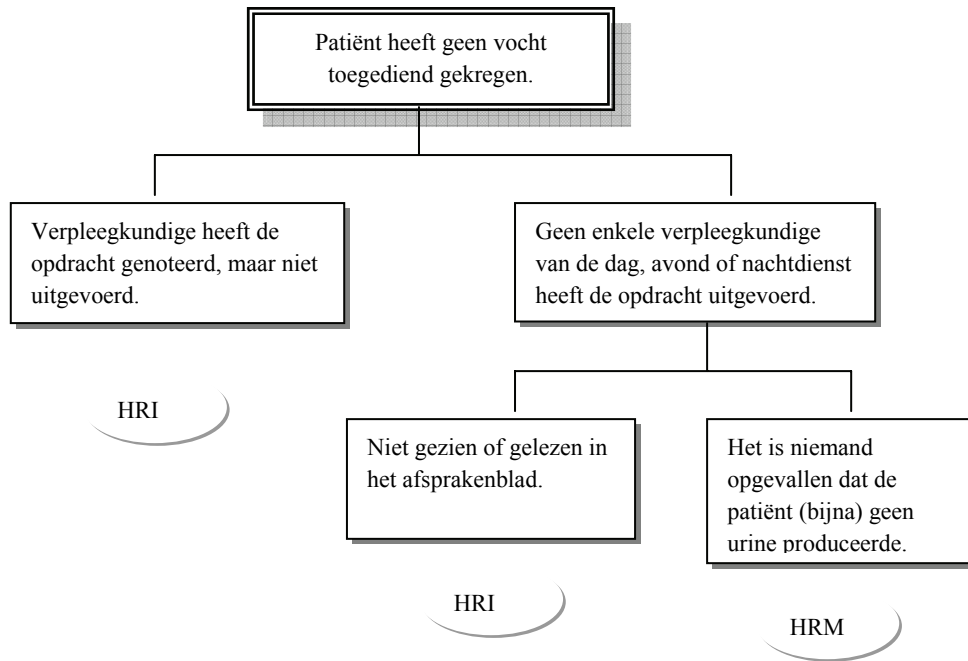 Patiënt heeft geen vocht
toegediend gekregen.
Verpleegkundige heeft de
opdracht genoteerd, maar niet
uitgevoerd.
Geen enkele verpleegkundige
van de dag, avond of nachtdienst
heeft de opdracht uitgevoerd.
HRI
Niet gezien of gelezen in
het afsprakenblad.
Het is niemand
opgevallen dat de
patiënt (bijna) geen
urine produceerde.
HRI
HRM